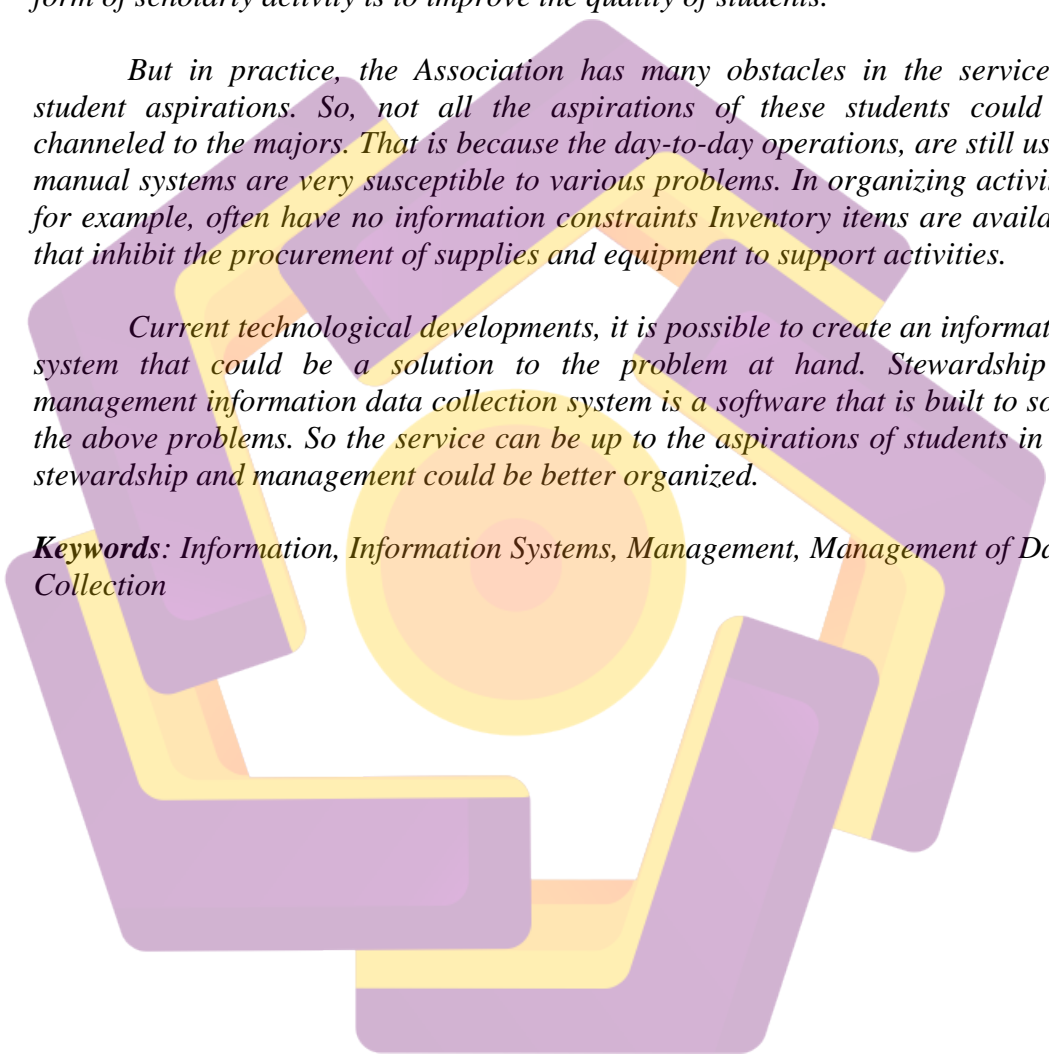 form of scholarly activity is to improve the quality of students.
But in practice, the Association has many obstacles in the service
student aspirations. So, not all the aspirations of these students could
channeled to the majors. That is because the day-to-day operations, are still us
manual systems are very susceptible to various problems. In organizing activi
for example, often have no information constraints Inventory items are availa
that inhibit the procurement of supplies and equipment to support activities.
Current technological developments, it is possible to create an informat
system that could be a solution to the problem at hand. Stewardship
management information data collection system is a software that is built to so
the above problems. So the service can be up to the aspirations of students in
stewardship and management could be better organized.
Keywords: Information, Information Systems, Management, Management of Da
Collection